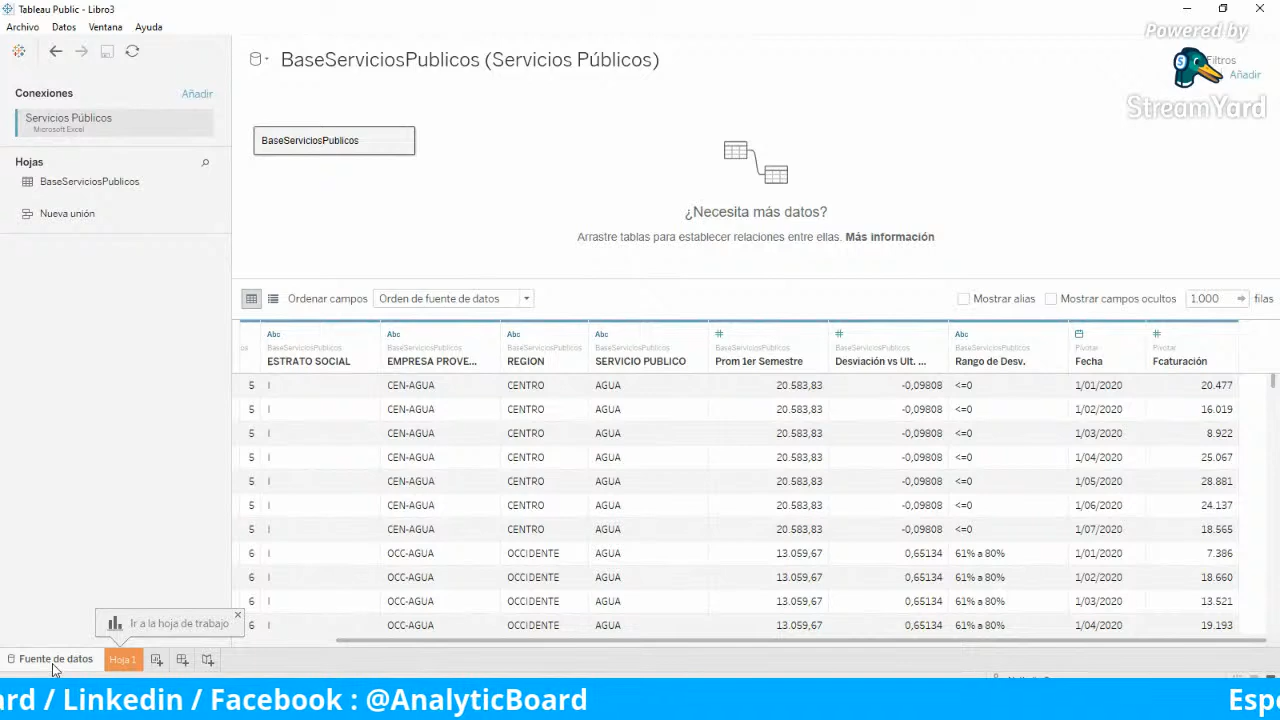 Tableau Public - Libro3
Archivo Datos Ventana Ayuda
Powered by
StreamYard
Conexiones Añadir
Servicios Públicos
Microsoft Excel
Hojas
BaseServiciosPublicos
Nueva unión
BaseServiciosPublicos (Servicios Públicos)
Filtros
Añadir
BaseServiciosPublicos
¿Necesita más datos?
Arrastre tablas para establecer relaciones entre ellas. Más información
Ordenar campos Orden de fuente de datos Mostrar alias Mostrar campos ocultos 1.000 filas
Abc Abc Abc Abc # # Abc #
os BaseServiciosPublicos BaseServiciosPublicos BaseServiciosPublicos BaseServiciosPublicos BaseServiciosPublicos BaseServiciosPublicos BaseServiciosPublicos Pivotar Pivotar
ESTRATO SOCIAL EMPRESA PROVE... REGION SERVICIO PUBLICO Prom 1er Semestre Desviación vs Ult. ... Rango de Desv. Fecha Fcaturación
5 I CEN-AGUA CENTRO AGUA 20.583,83 -0,09808 <=0 1/01/2020 20.477
5 I CEN-AGUA CENTRO AGUA 20.583,83 -0,09808 <=0 1/02/2020 16.019
5 I CEN-AGUA CENTRO AGUA 20.583,83 -0,09808 <=0 1/03/2020 8.922
5 I CEN-AGUA CENTRO AGUA 20.583,83 -0,09808 <=0 1/04/2020 25.067
5 I CEN-AGUA CENTRO AGUA 20.583,83 -0,09808 <=0 1/05/2020 28.881
5 I CEN-AGUA CENTRO AGUA 20.583,83 -0,09808 <=0 1/06/2020 24.137
5 I CEN-AGUA CENTRO AGUA 20.583,83 -0,09808 <=0 1/07/2020 18.565
6 I OCC-AGUA OCCIDENTE AGUA 13.059,67 0,65134 61% a 80% 1/01/2020 7.386
6 I OCC-AGUA OCCIDENTE AGUA 13.059,67 0,65134 61% a 80% 1/02/2020 18.660
6 I OCC-AGUA OCCIDENTE AGUA 13.059,67 0,65134 61% a 80% 1/03/2020 13.521
6 I OCC-AGUA OCCIDENTE AGUA 13.059,67 0,65134 61% a 80% 1/04/2020 19.193
Ir a la hoja de trabajo
Fuente de datos Hoja 1
ard / Linkedin / Facebook : @AnalyticBoard Espe